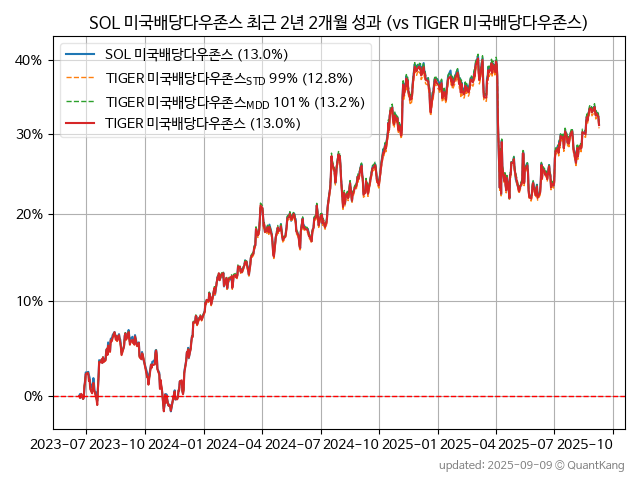 SOL 미국배당다우존스 최근 2년 2개월 성과 (vs TIGER 미국배당다우존스)
SOL 미국배당다우존스 (13.0%)
TIGER 미국배당다우존스STD 99% (12.8%)
TIGER 미국배당다우존스MDD 101% (13.2%)
TIGER 미국배당다우존스 (13.0%)
40%
30%
20%
10%
0%
2023-07 2023-10 2024-01 2024-04 2024-07 2024-10 2025-01 2025-04 2025-07 2025-10
updated: 2025-09-09 © QuantKang